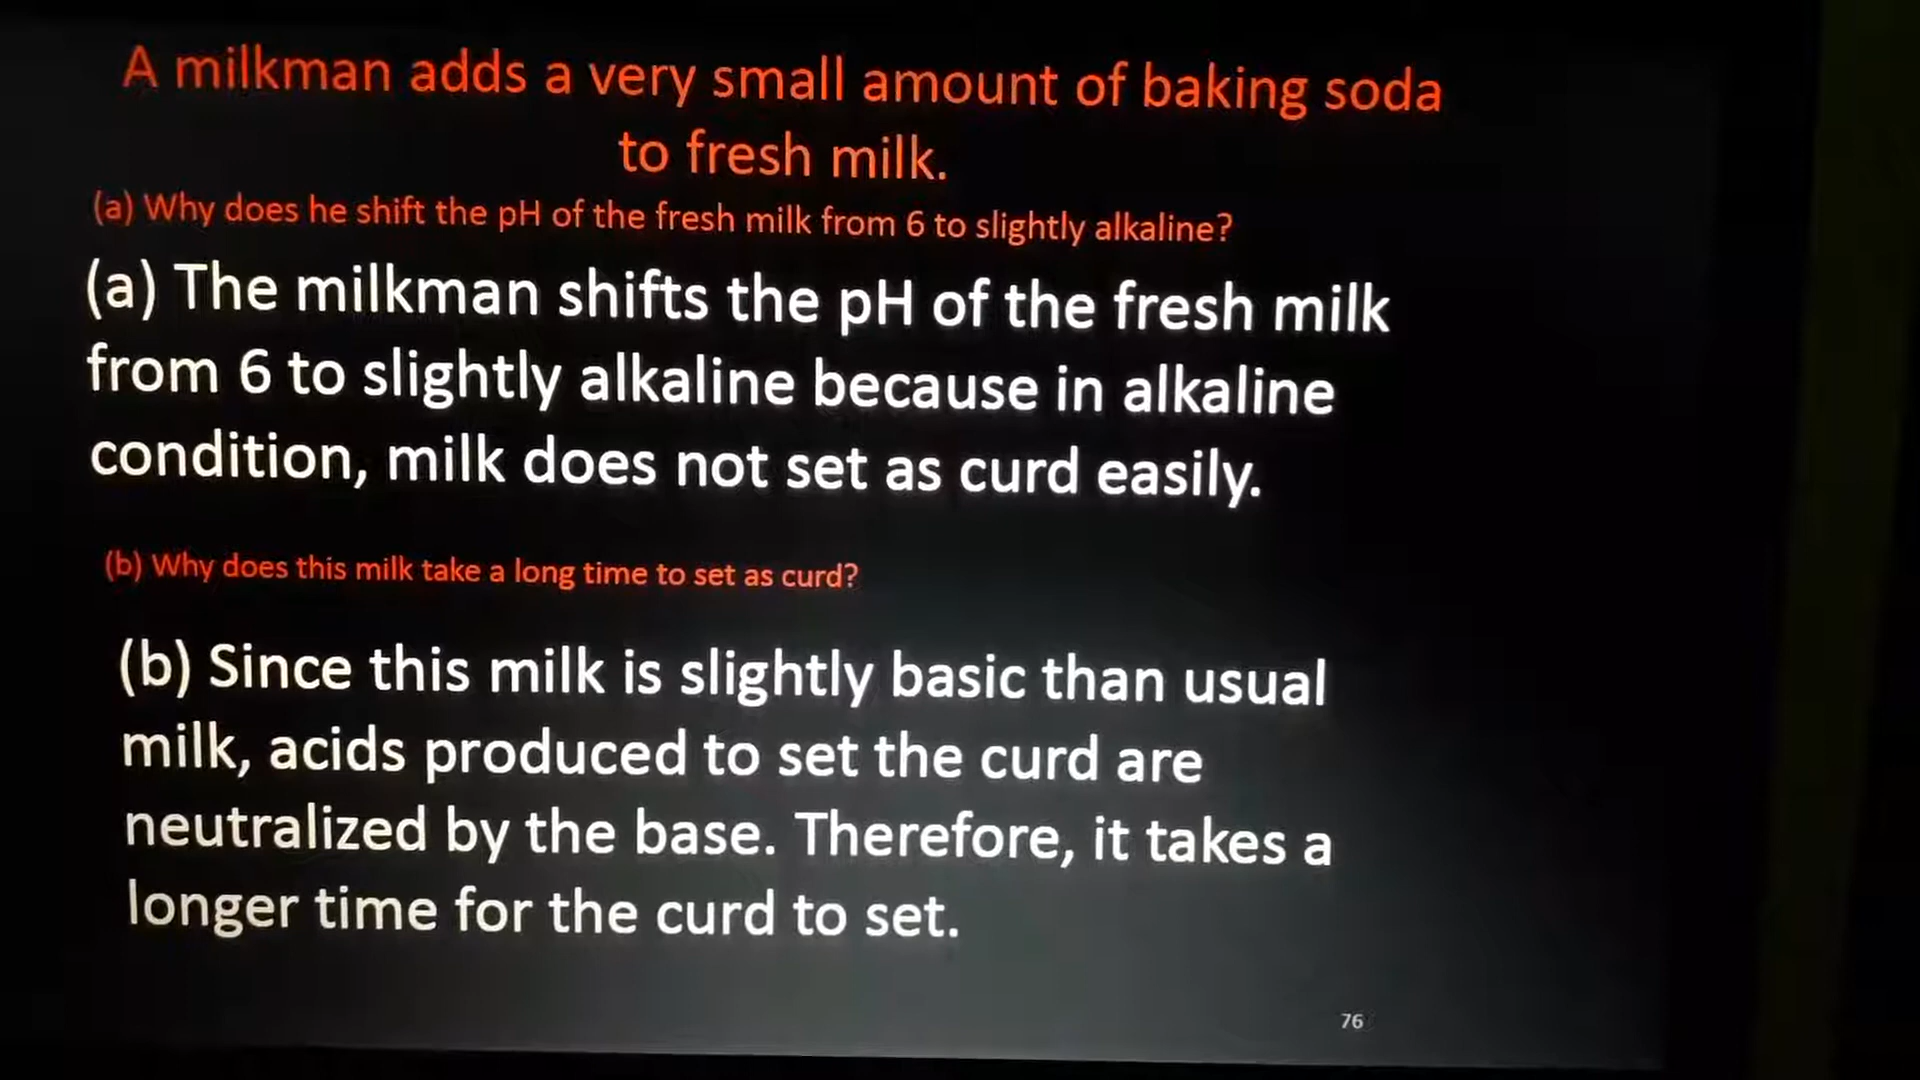 A milkman adds a very small amount of baking soda
to fresh milk.
(a) Why does he shift the pH of the fresh milk from 6 to slightly alkaline?
(a) The milkman shifts the pH of the fresh milk
from 6 to slightly alkaline because in alkaline
condition, milk does not set as curd easily.
(b) Why does this milk take a long time to set as curd?
(b) Since this milk is slightly basic than usual
milk, acids produced to set the curd are
neutralized by the base. Therefore, it takes a
longer time for the curd to set.
76